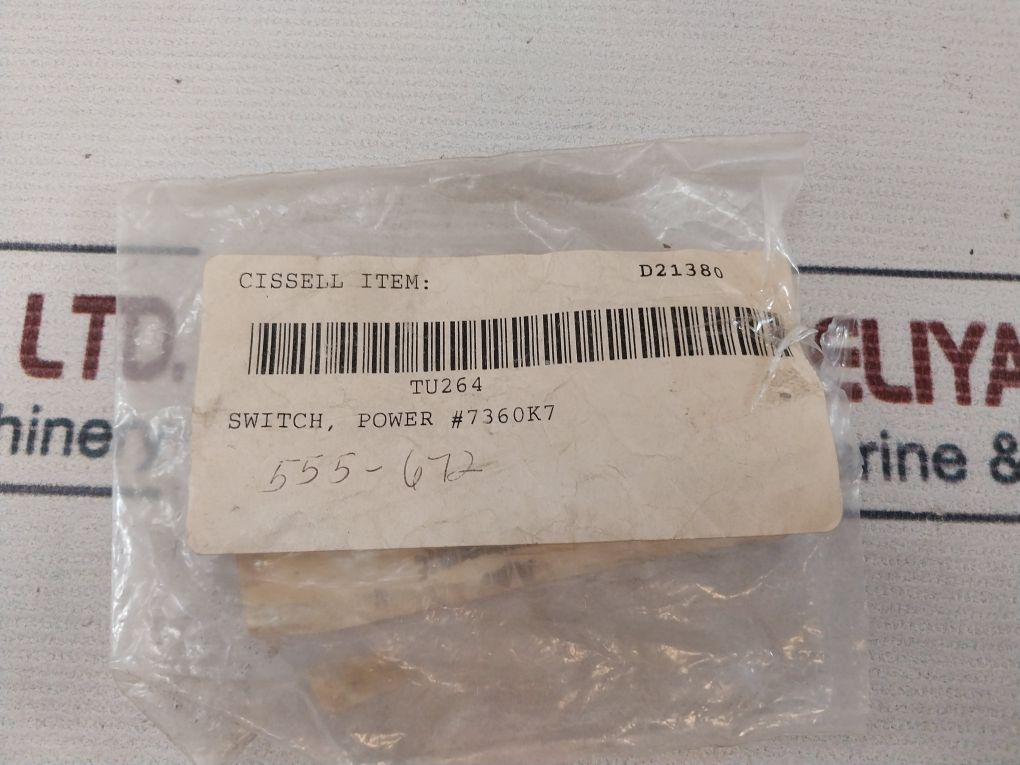 CISSELL ITEM: D21380
TU264
SWITCH, POWER #7360K7
555-672
LTD.
ELIYA
hinery
rine &